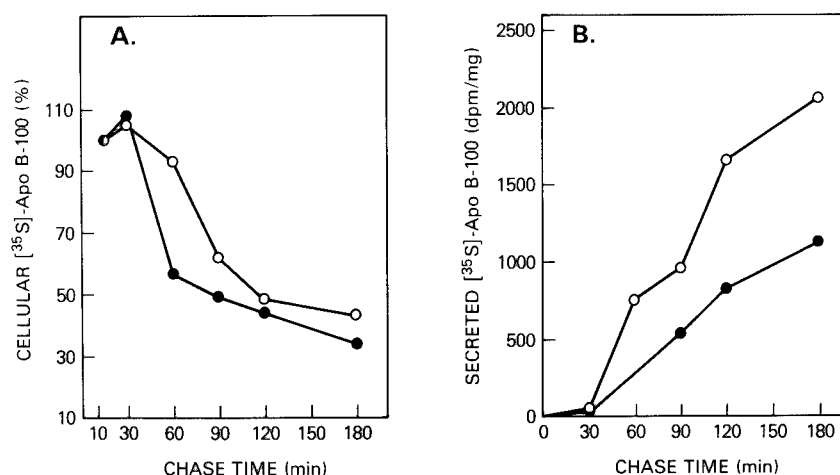 A.
CELLULAR [³⁵S]-Apo B-100 (%)
110
90
70
50
30
10
10 30 60 90 120 150 180
CHASE TIME (min)
B.
SECRETED [³⁵S]-Apo B-100 (dpm/mg)
2500
2000
1500
1000
500
0
0 30 60 90 120 150 180
CHASE TIME (min)